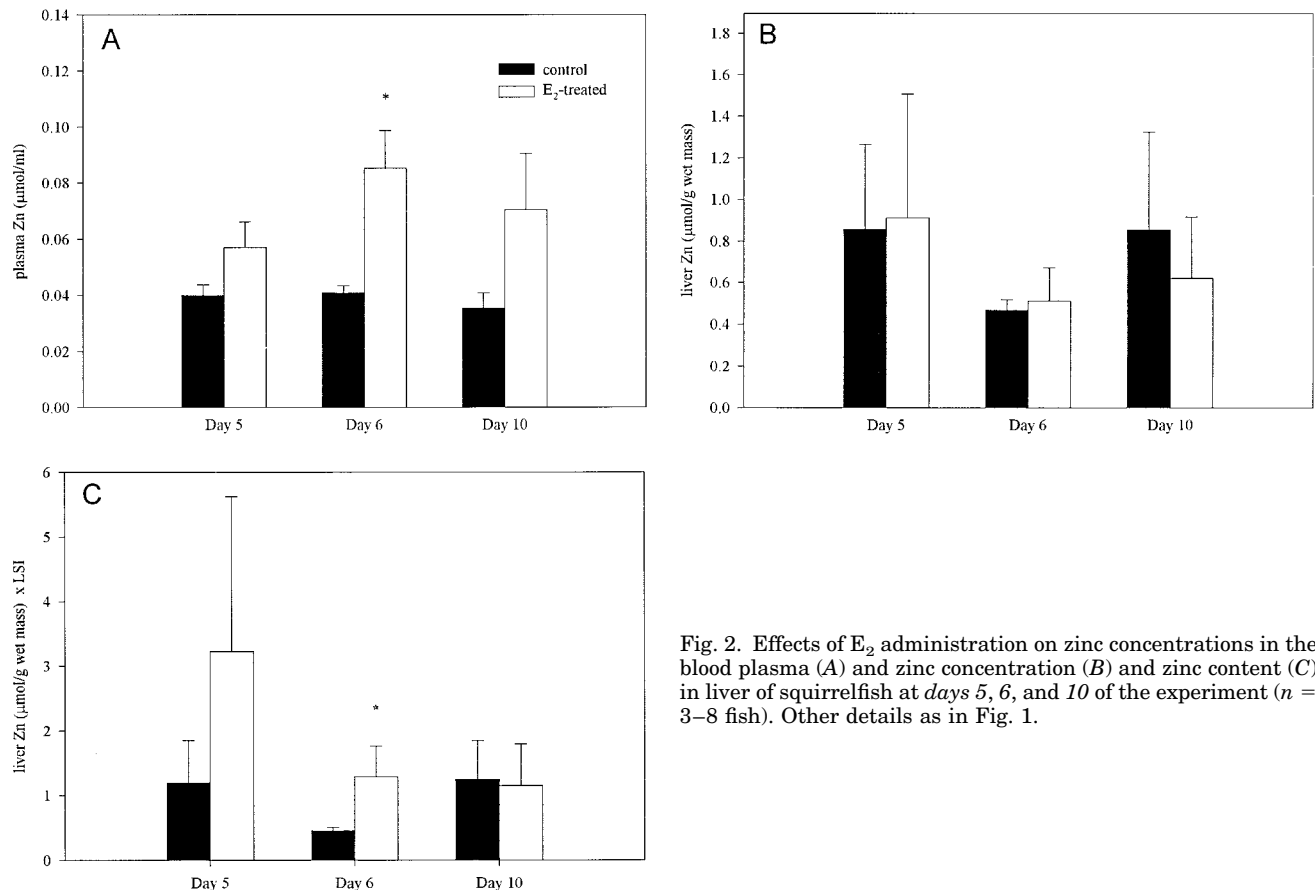 A
control
E2-treated
*
plasma Zn (µmol/ml)
0.14
0.12
0.10
0.08
0.06
0.04
0.02
0.00
Day 5 Day 6 Day 10
B
liver Zn (µmol/g wet mass)
1.8
1.6
1.4
1.2
1.0
0.8
0.6
0.4
0.2
0.0
Day 5 Day 6 Day 10
C
*
liver Zn (µmol/g wet mass) x LSI
6
5
4
3
2
1
0
Day 5 Day 6 Day 10
Fig. 2. Effects of E2 administration on zinc concentrations in the
blood plasma (A) and zinc concentration (B) and zinc content (C)
in liver of squirrelfish at days 5, 6, and 10 of the experiment (n =
3–8 fish). Other details as in Fig. 1.